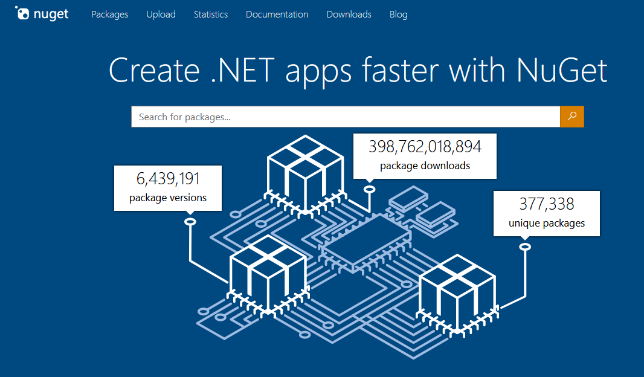 nuget Packages Upload Statistics Documentation Downloads Blog
Create .NET apps faster with NuGet
Search for packages...
398,762,018,894
package downloads
6,439,191
package versions
377,338
unique packages